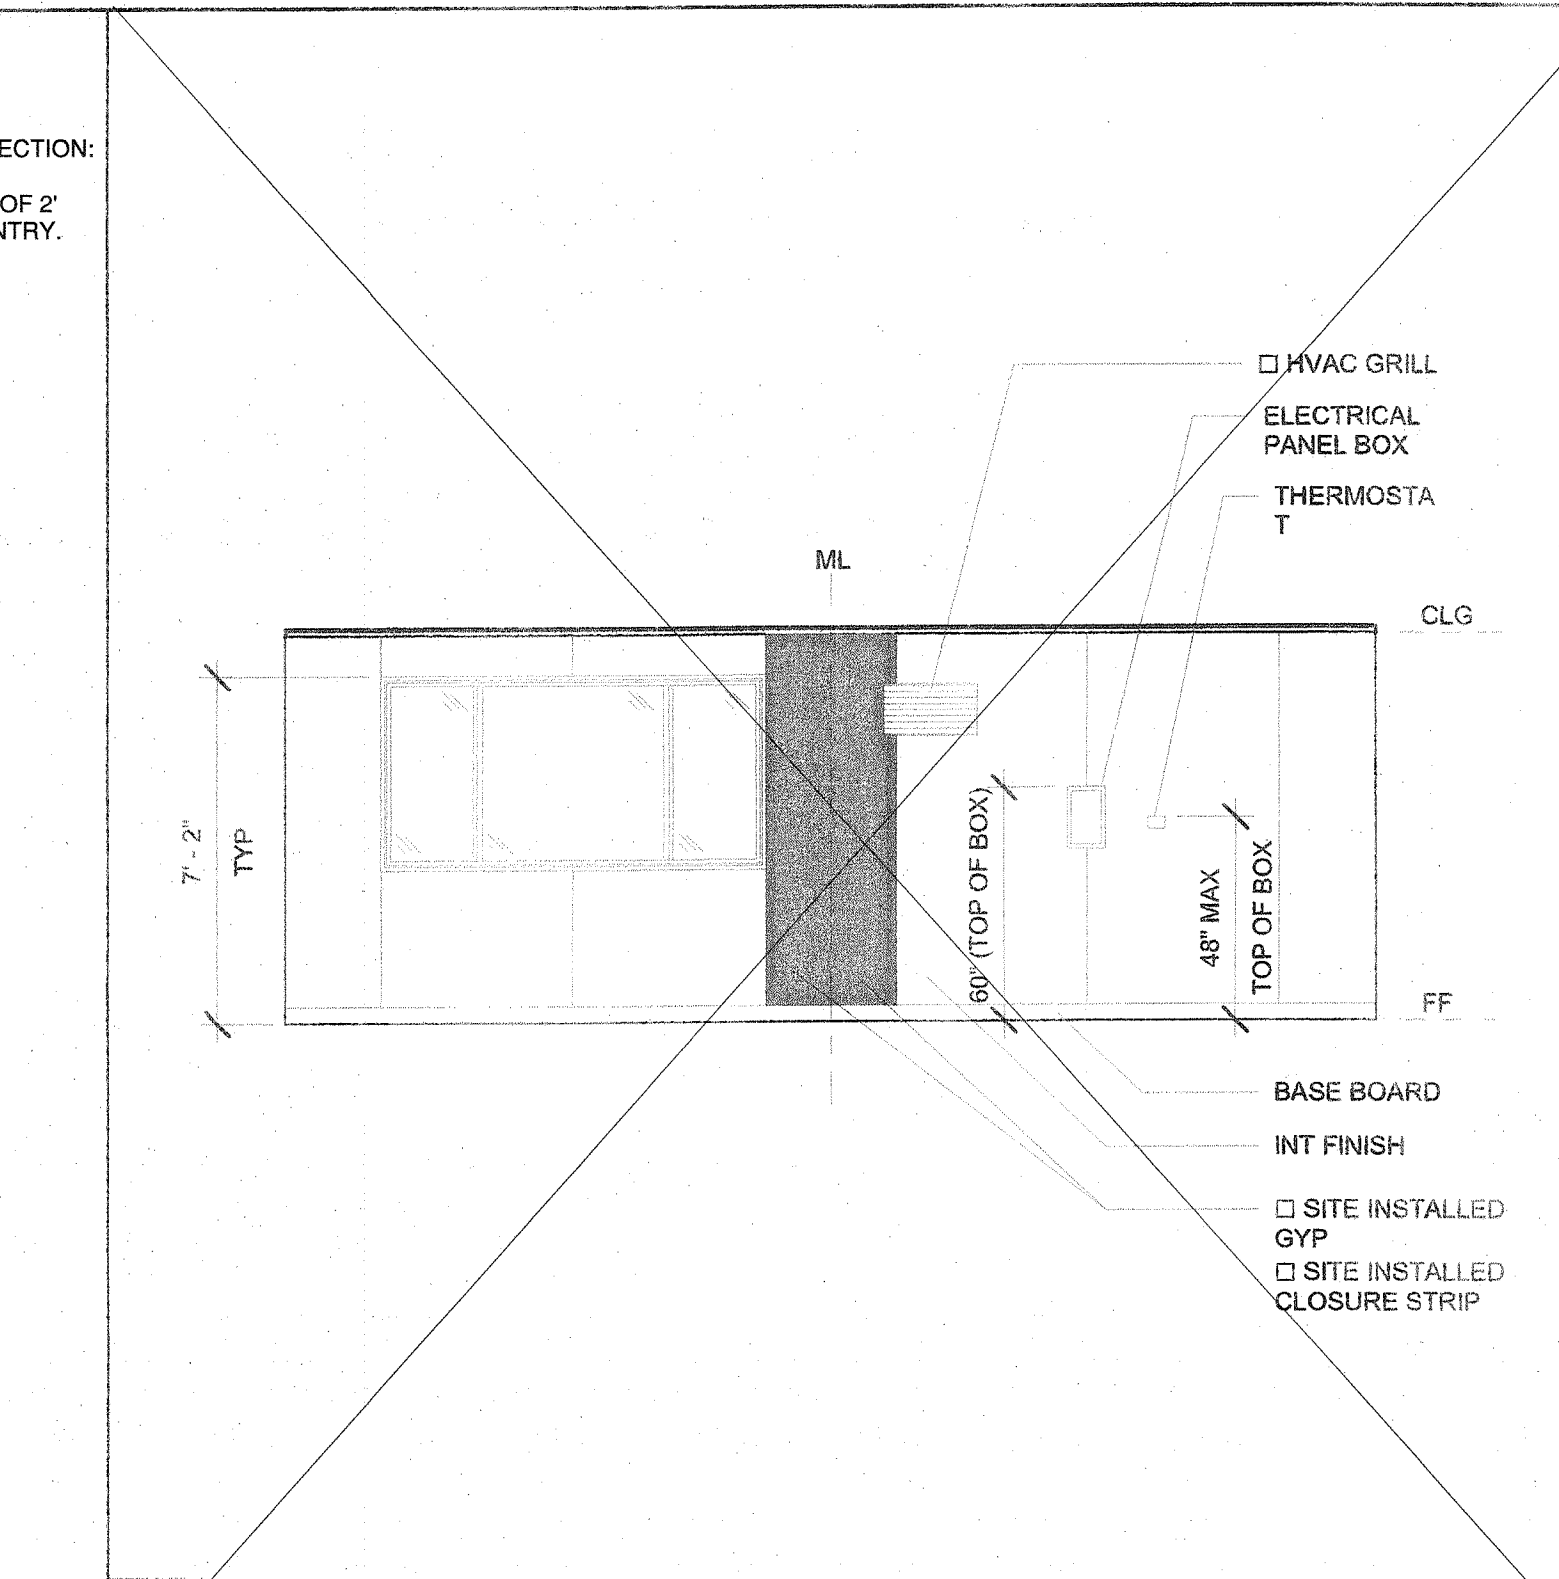 ECTION:
OF 2'
NTRY.
□ HVAC GRILL
ELECTRICAL
PANEL BOX
THERMOSTA
T
ML
CLG
7' - 2"
TYP
60" (TOP OF BOX)
48" MAX
TOP OF BOX
FF
BASE BOARD
INT FINISH
□ SITE INSTALLED
GYP
□ SITE INSTALLED
CLOSURE STRIP